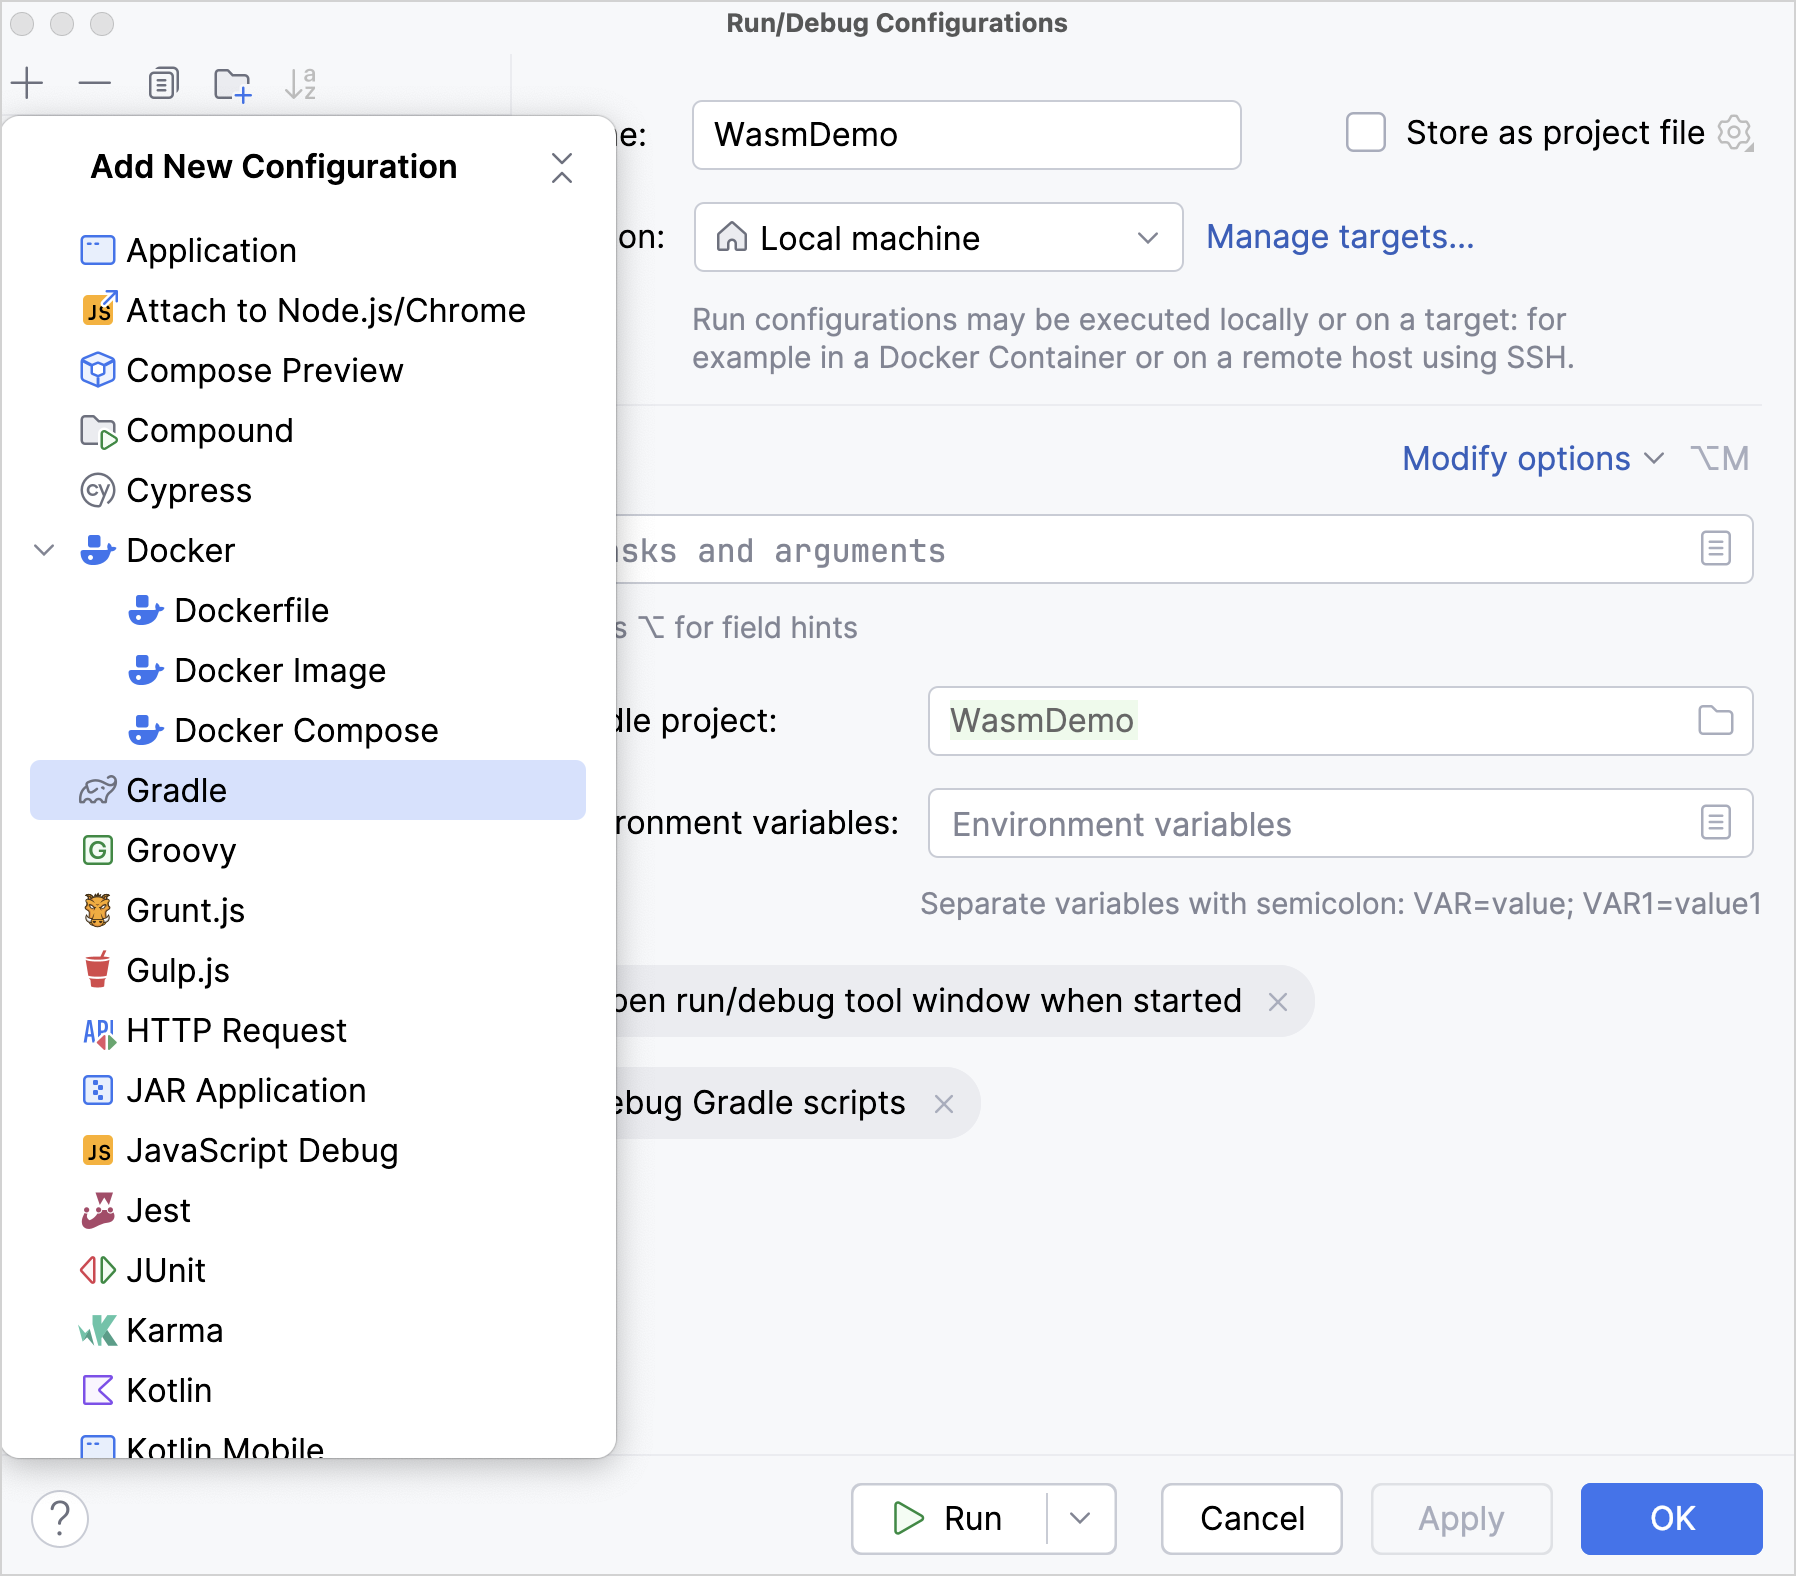 Run/Debug Configurations
Add New Configuration
Application
Attach to Node.js/Chrome
Compose Preview
Compound
Cypress
Docker
Dockerfile
Docker Image
Docker Compose
Gradle
Groovy
Grunt.js
Gulp.js
HTTP Request
JAR Application
JavaScript Debug
Jest
JUnit
Karma
Kotlin
Kotlin Mobile
e:
WasmDemo
Store as project file
on:
Local machine
Manage targets...
Run configurations may be executed locally or on a target: for
example in a Docker Container or on a remote host using SSH.
Modify options ⌥M
sks and arguments
s ⌥ for field hints
dle project:
WasmDemo
ronment variables:
Environment variables
Separate variables with semicolon: VAR=value; VAR1=value1
pen run/debug tool window when started
ebug Gradle scripts
?
Run
Cancel
Apply
OK